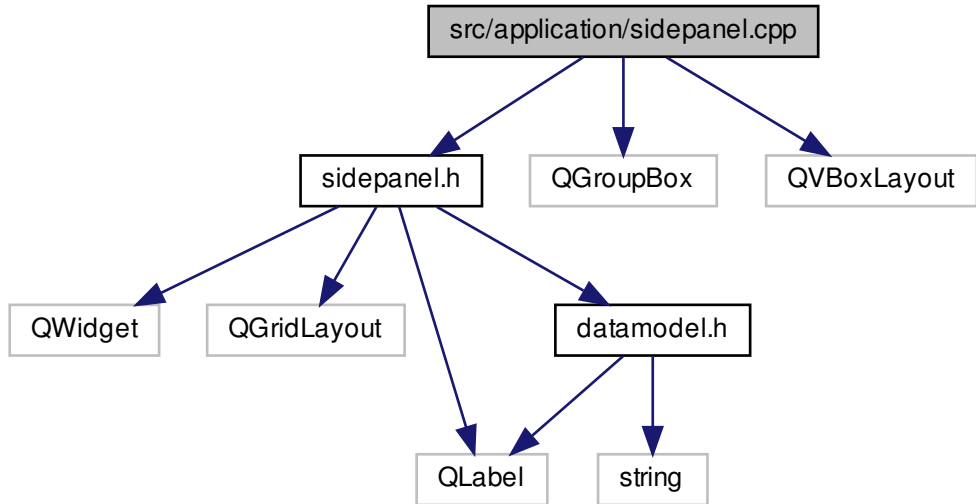 src/application/sidepanel.cpp
sidepanel.h
QGroupBox
QVBoxLayout
QWidget
QGridLayout
datamodel.h
QLabel
string